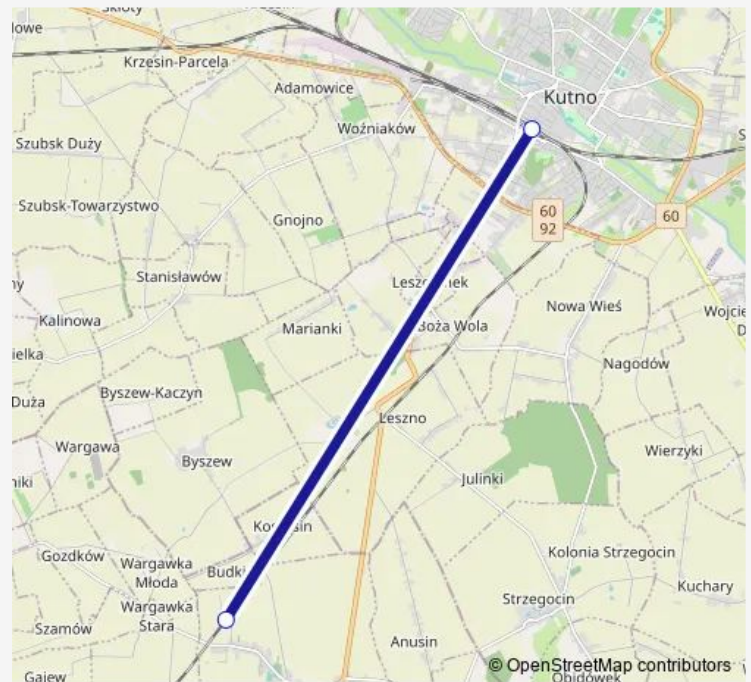 Krzesin-Parcela
Adamowice
Kutno
Woźniaków
Szubsk Duży
Szubsk-Towarzystwo
Gnojno
60
92
60
Stanisławów
Nowa Wieś
Kalinowa
Marianki
Boża Wola
Nagodów
Duża
Byszew-Kaczyn
Leszno
Wargawa
Byszew
Julinki
Wierzyki
Gozdków
Wargawka
Młoda
Kolonia Strzegocin
Kuchary
Wargawka
Stara
Strzegocin
Szamów
Anusin
Gajew
© OpenStreetMap contributors